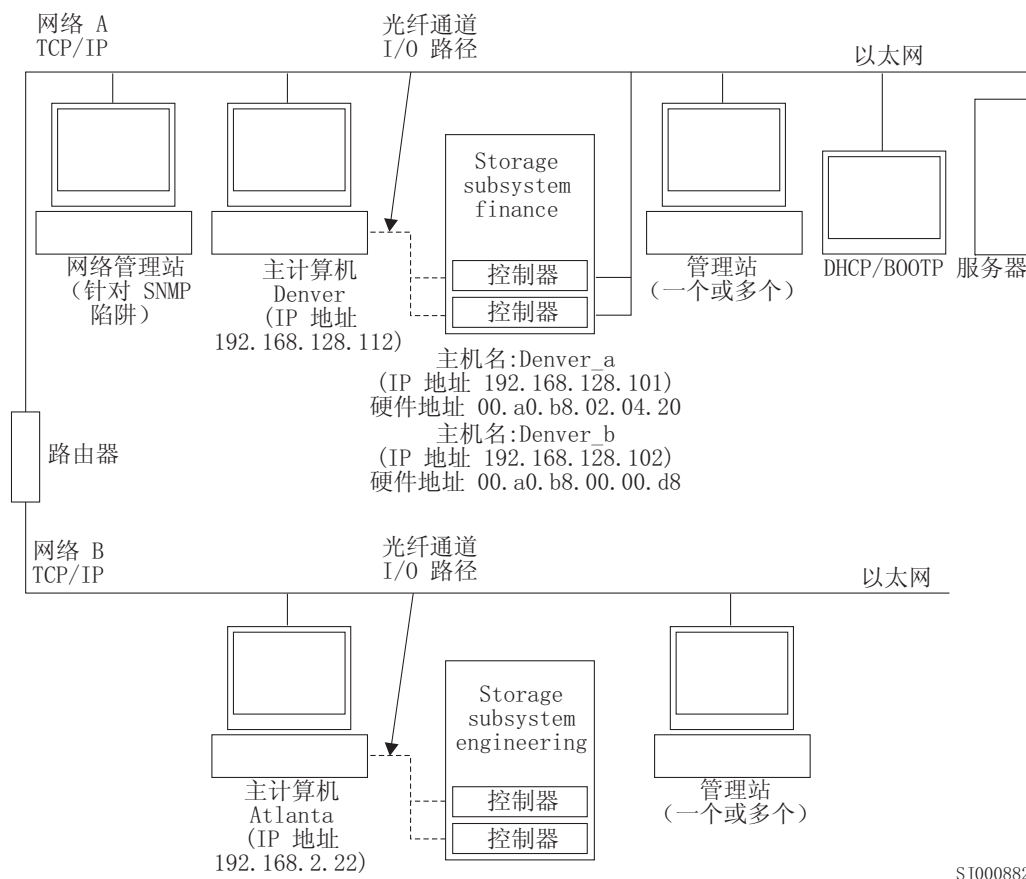 网络 A
TCP/IP
光纤通道
I/O 路径
以太网
Storage
subsystem
finance
控制器
控制器
网络管理站
（针对 SNMP
陷阱）
主计算机
Denver
(IP 地址
192.168.128.112)
管理站
（一个或多个）
DHCP/BOOTP 服务器
主机名:Denver_a
(IP 地址 192.168.128.101)
硬件地址 00.a0.b8.02.04.20
主机名:Denver_b
(IP 地址 192.168.128.102)
硬件地址 00.a0.b8.00.00.d8
路由器
网络 B
TCP/IP
光纤通道
I/O 路径
以太网
Storage
subsystem
engineering
控制器
控制器
主计算机
Atlanta
(IP 地址
192.168.2.22)
管理站
（一个或多个）
SJ000882